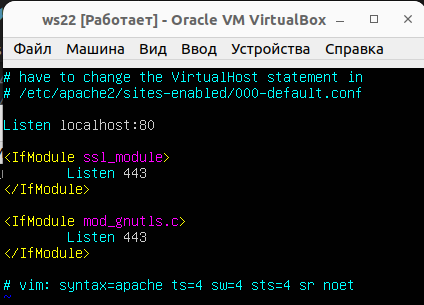 ws22 [Работает] - Oracle VM VirtualBox
Файл Машина Вид Ввод Устройства Справка
# have to change the VirtualHost statement in
# /etc/apache2/sites-enabled/000-default.conf
Listen localhost:80
<IfModule ssl_module>
Listen 443
</IfModule>
<IfModule mod_gnutls.c>
Listen 443
</IfModule>
# vim: syntax=apache ts=4 sw=4 sts=4 sr noet